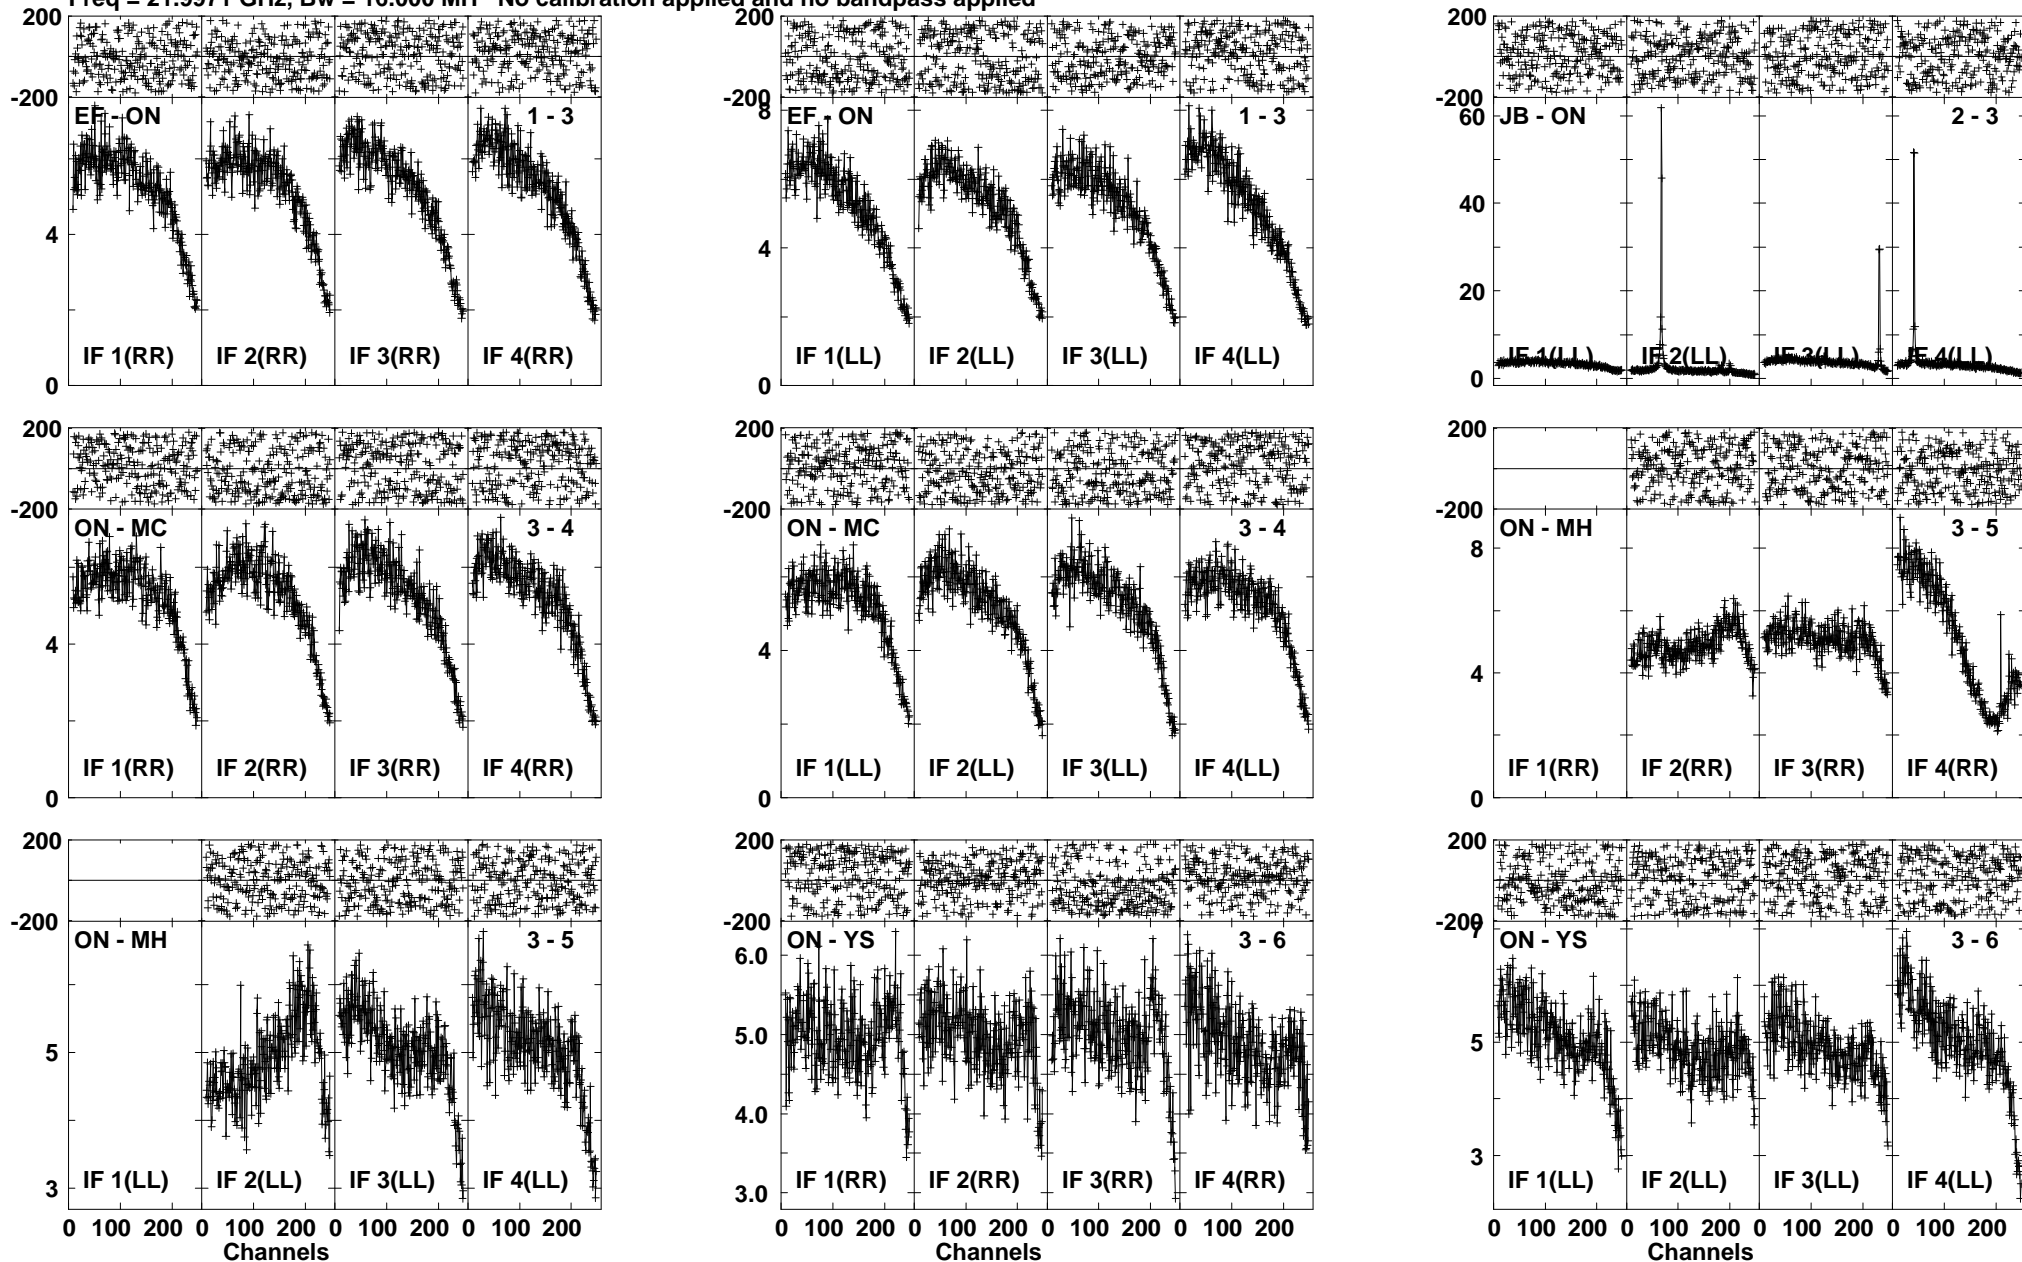 Freq = 21.9971 GHz, Bw = 16.000 MH No calibration applied and no bandpass applied
200
-200
EF - ON 1 - 3
4
0
IF 1(RR) IF 2(RR) IF 3(RR) IF 4(RR)
200
-200
8
EF - ON 1 - 3
4
0
IF 1(LL) IF 2(LL) IF 3(LL) IF 4(LL)
200
-200
60
JB - ON 2 - 3
40
20
0
IF 1(LL) IF 2(LL) IF 3(LL) IF 4(LL)
200
-200
ON - MC 3 - 4
4
0
IF 1(RR) IF 2(RR) IF 3(RR) IF 4(RR)
200
-200
ON - MC 3 - 4
4
0
IF 1(LL) IF 2(LL) IF 3(LL) IF 4(LL)
200
-200
ON - MH 3 - 5
8
6
4
2
0
IF 1(RR) IF 2(RR) IF 3(RR) IF 4(RR)
200
-200
ON - MH 3 - 5
5
3
IF 1(LL) IF 2(LL) IF 3(LL) IF 4(LL)
0 100 200 0 100 200 0 100 200 0 100 200
Channels
200
-200
ON - YS 3 - 6
6.0
5.0
4.0
3.0
IF 1(RR) IF 2(RR) IF 3(RR) IF 4(RR)
0 100 200 0 100 200 0 100 200 0 100 200
Channels
200
-200
7
ON - YS 3 - 6
5
3
IF 1(LL) IF 2(LL) IF 3(LL) IF 4(LL)
0 100 200 0 100 200 0 100 200 0 100 200
Channels